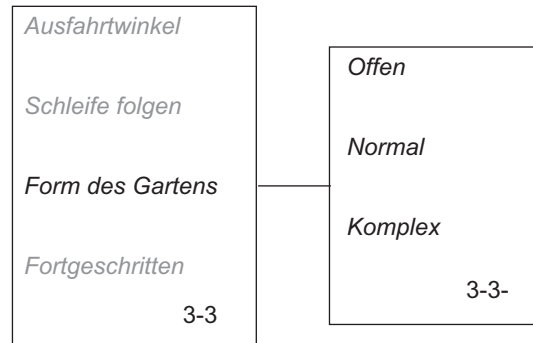 Ausfahrtwinkel
Schleife folgen
Form des Gartens
Fortgeschritten
3-3
Offen
Normal
Komplex
3-3-